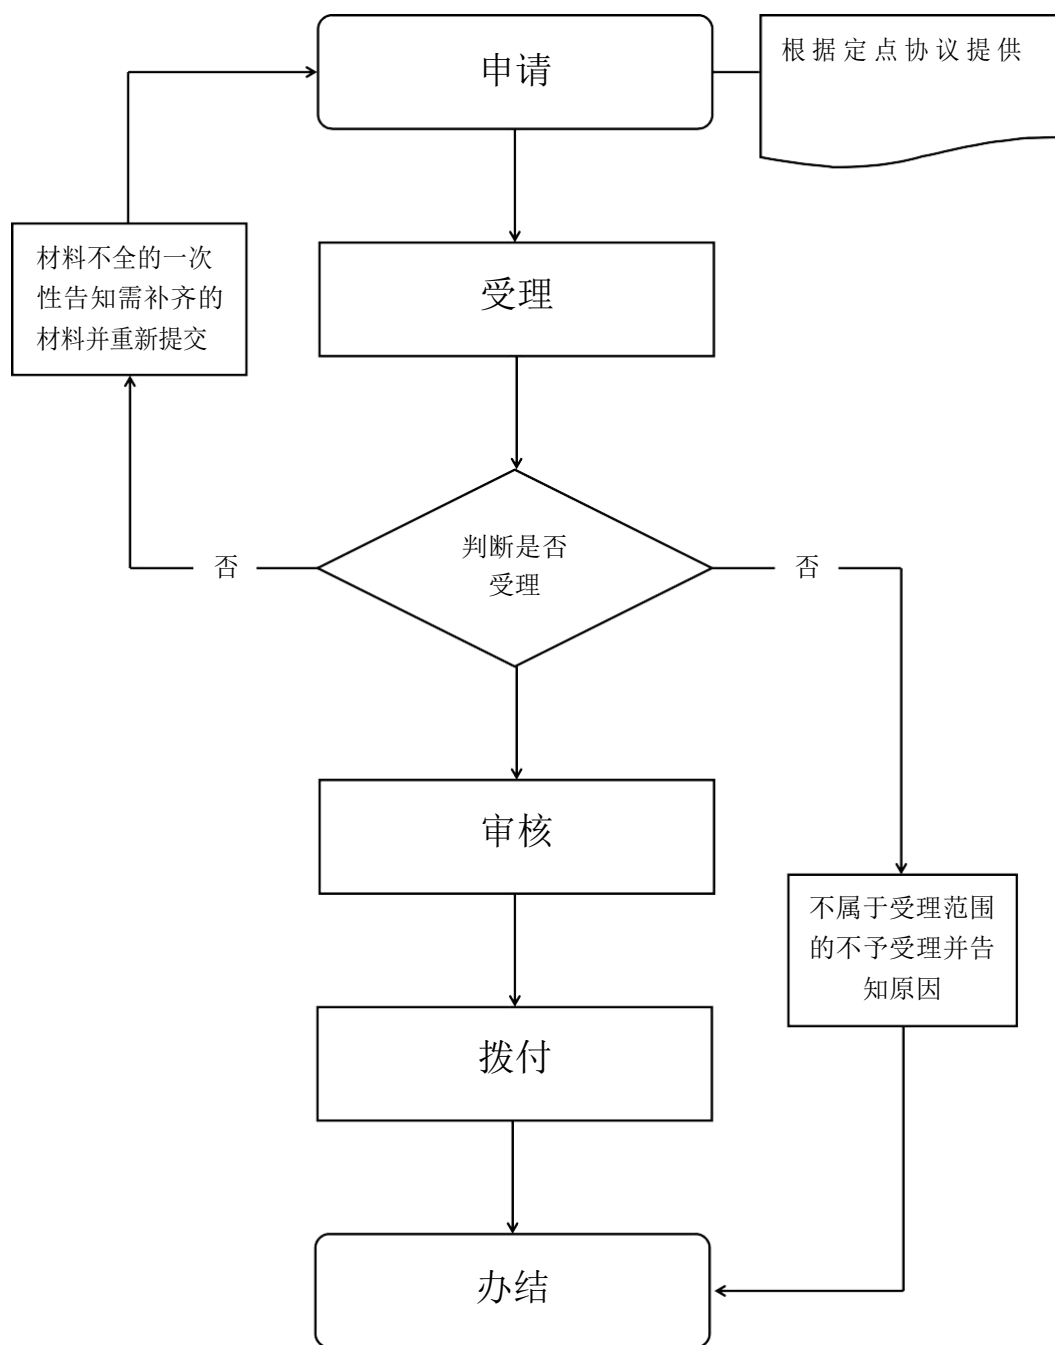 申请
根据定点协议提供
材料不全的一次
性告知需补齐的
材料并重新提交
受理
判断是否
受理
否
否
审核
不属于受理范围
的不予受理并告
知原因
拨付
办结